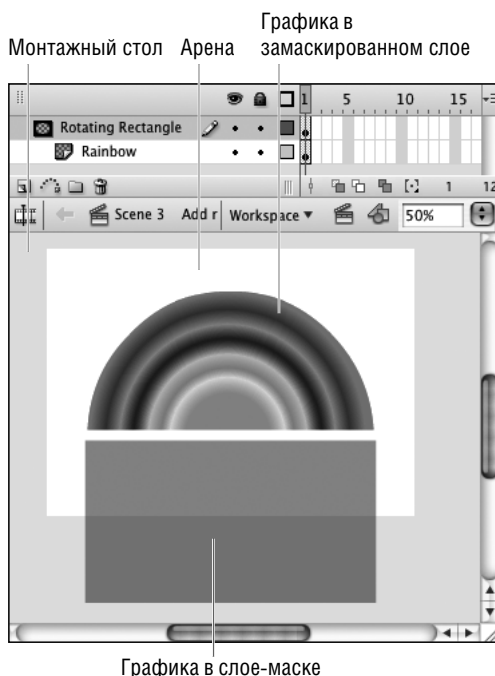 Графика в
замаскированном слое
Монтажный стол
Арена
1 5 10 15
Rotating Rectangle
Rainbow
1 12
Scene 3 Add r Workspace 50%
Графика в слое-маске